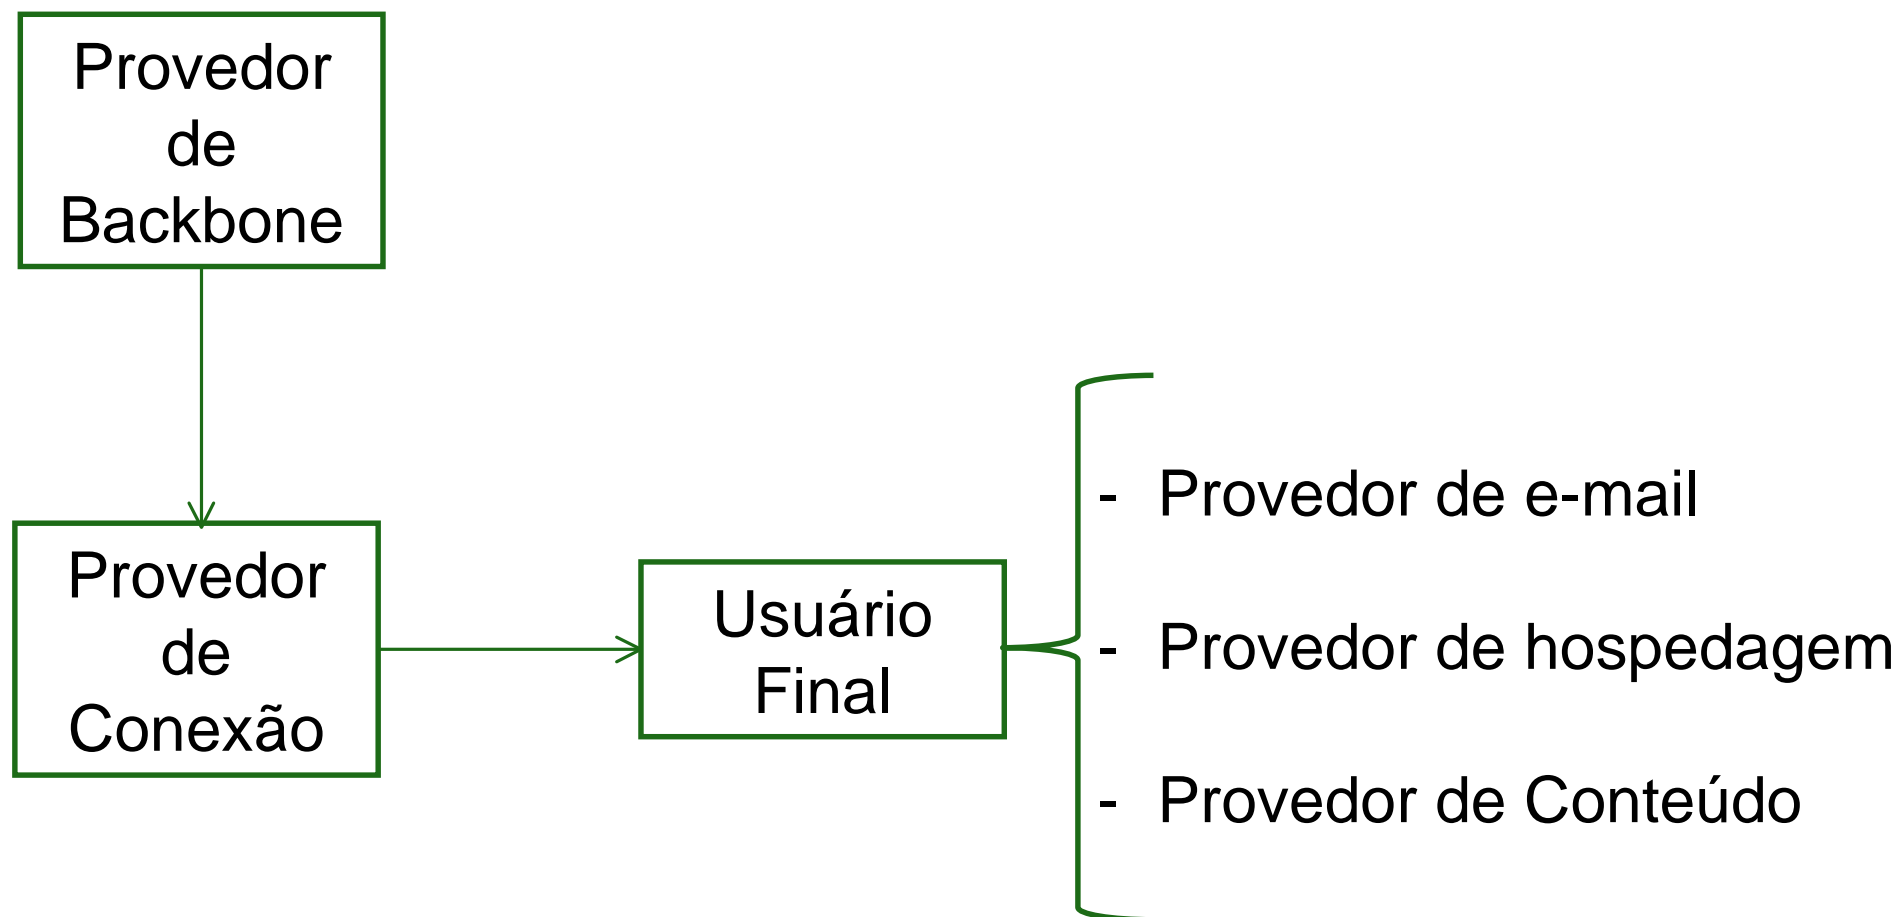 Provedor
de
Backbone
Provedor
de
Conexão
Usuário
Final
- Provedor de e-mail
- Provedor de hospedagem
- Provedor de Conteúdo